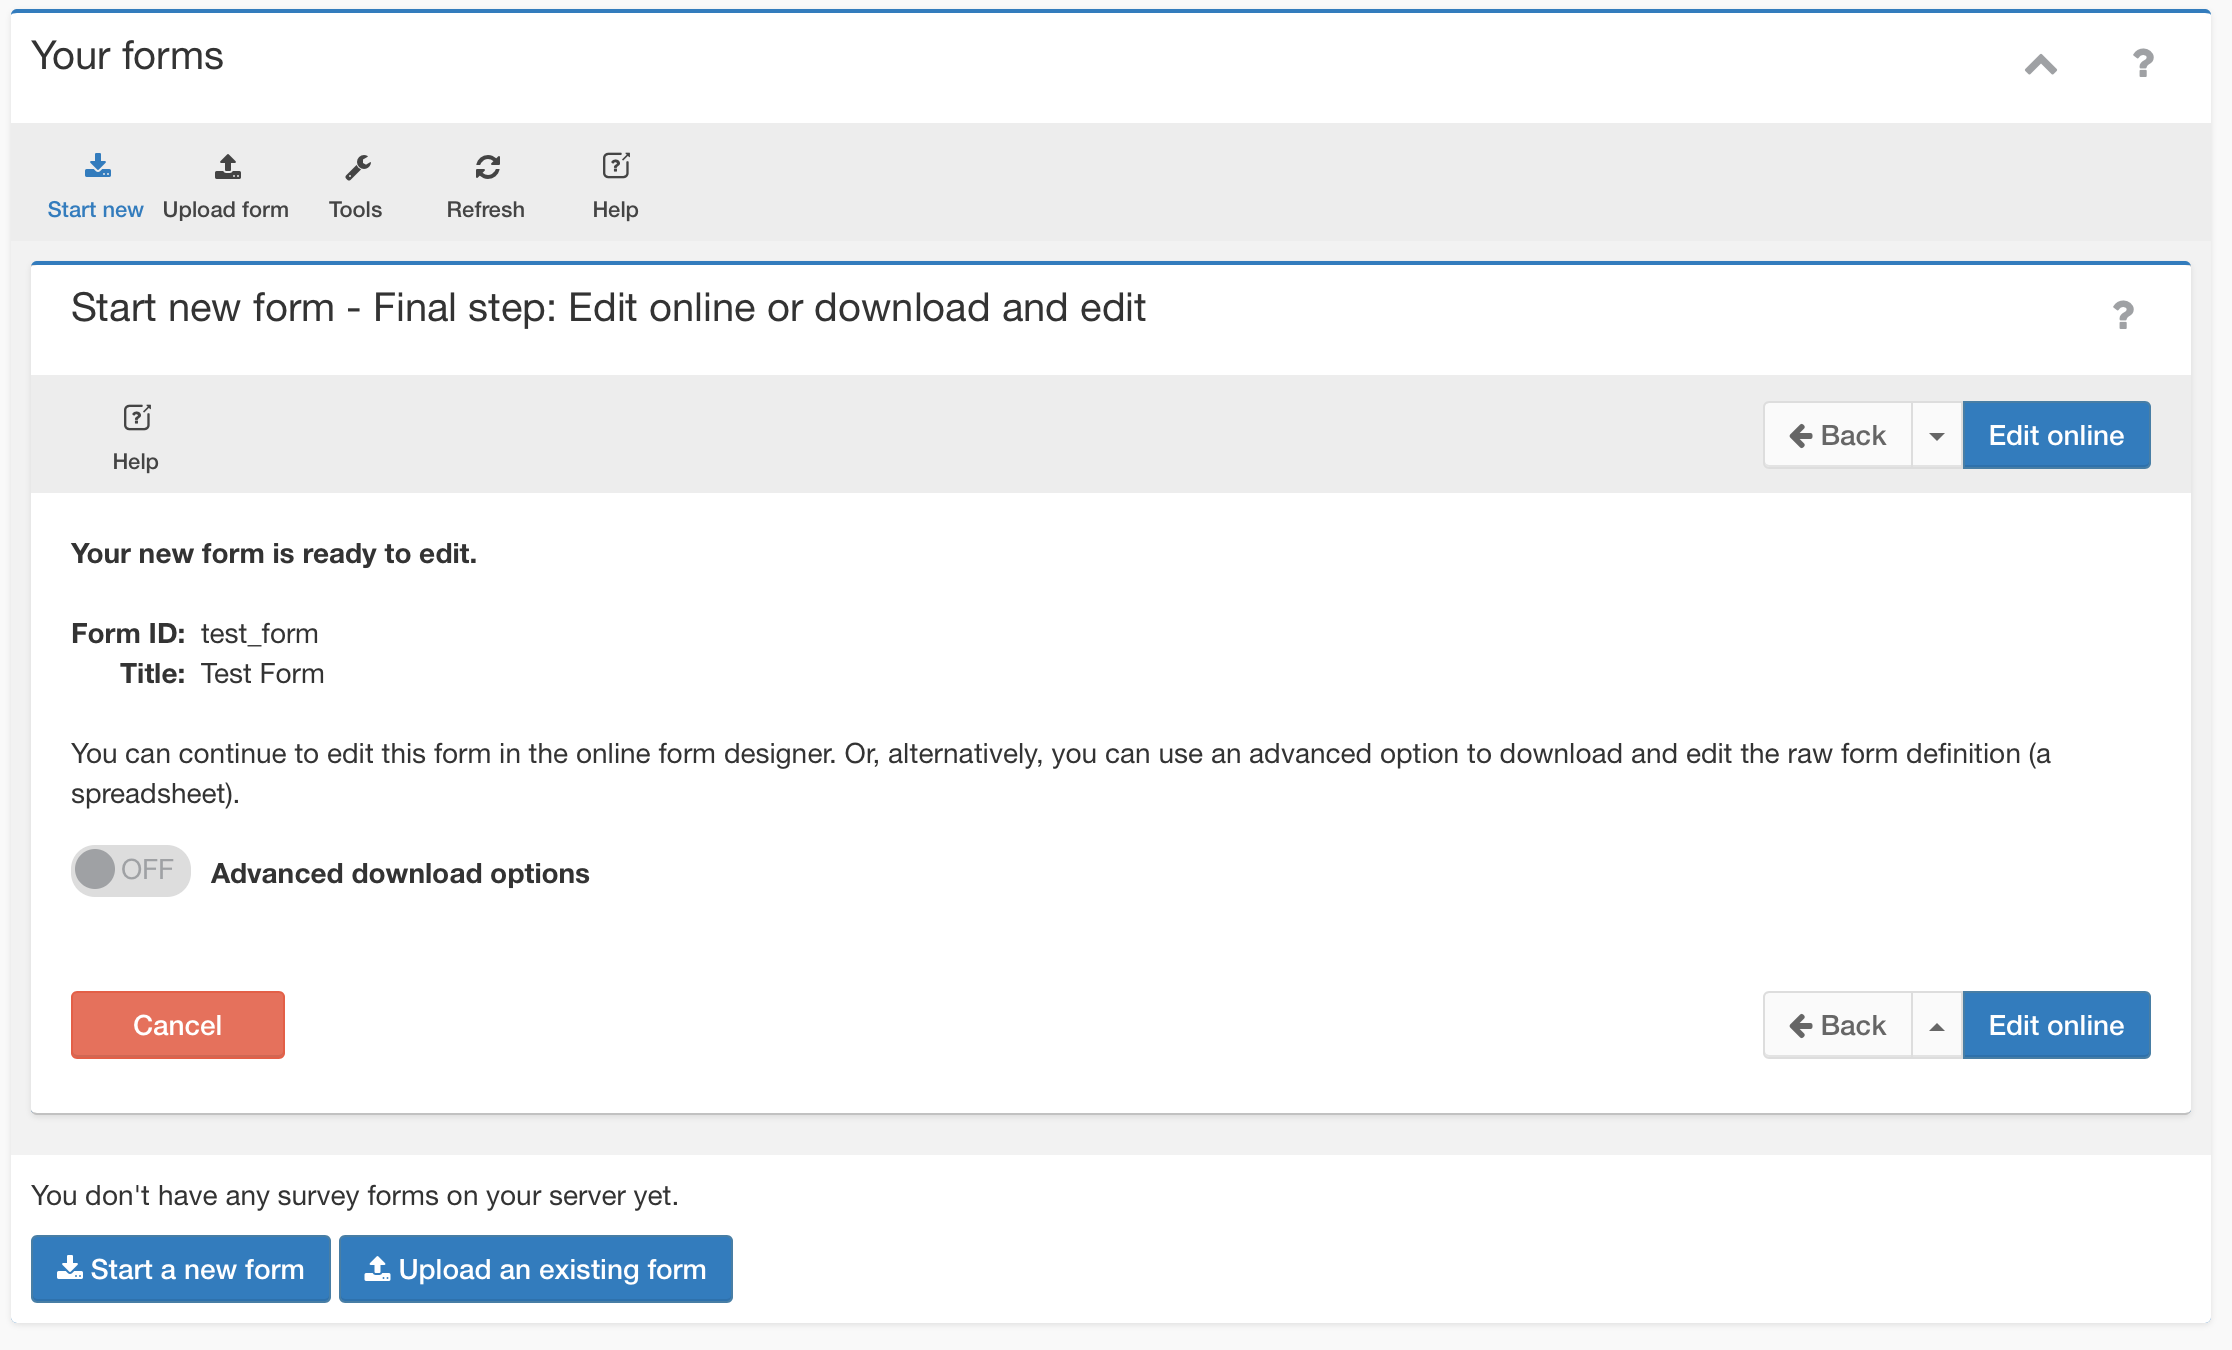 Your forms
?
Start new Upload form Tools Refresh Help
Start new form - Final step: Edit online or download and edit
?
Help
Back Edit online
Your new form is ready to edit.
Form ID: test_form
Title: Test Form
You can continue to edit this form in the online form designer. Or, alternatively, you can use an advanced option to download and edit the raw form definition (a
spreadsheet).
OFF Advanced download options
Cancel Back Edit online
You don't have any survey forms on your server yet.
Start a new form Upload an existing form